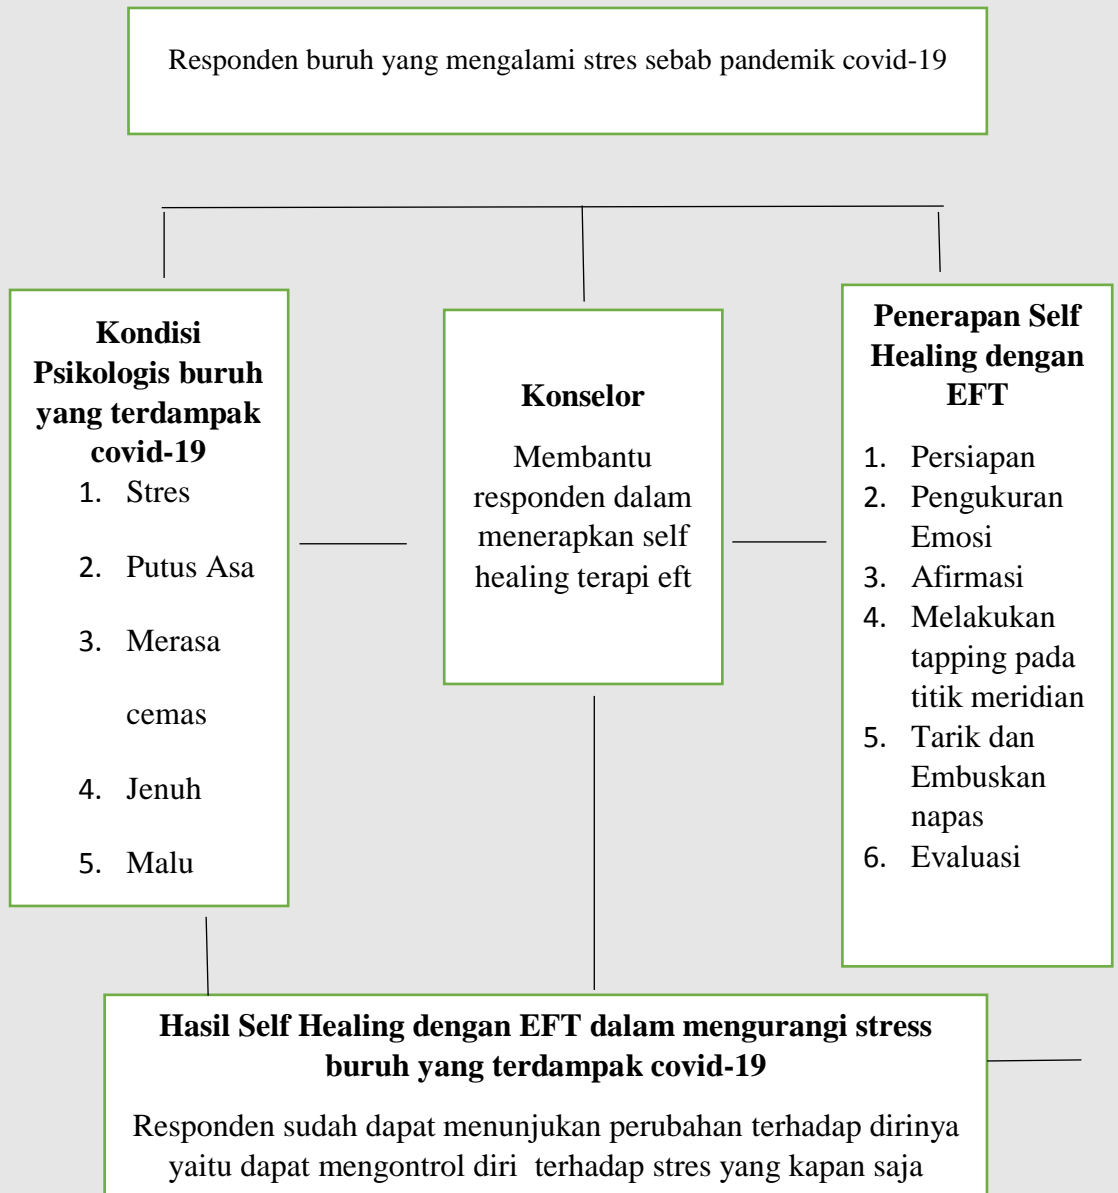 Responden buruh yang mengalami stres sebab pandemik covid-19
Kondisi
Psikologis buruh
yang terdampak
covid-19
1. Stres
2. Putus Asa
3. Merasa
cemas
4. Jenuh
5. Malu
Konselor
Membantu
responden dalam
menerapkan self
healing terapi eft
Penerapan Self
Healing dengan
EFT
1. Persiapan
2. Pengukuran
Emosi
3. Afirmasi
4. Melakukan
tapping pada
titik meridian
5. Tarik dan
Embuskan
napas
6. Evaluasi
Hasil Self Healing dengan EFT dalam mengurangi stress
buruh yang terdampak covid-19
Responden sudah dapat menunjukan perubahan terhadap dirinya
yaitu dapat mengontrol diri terhadap stres yang kapan saja